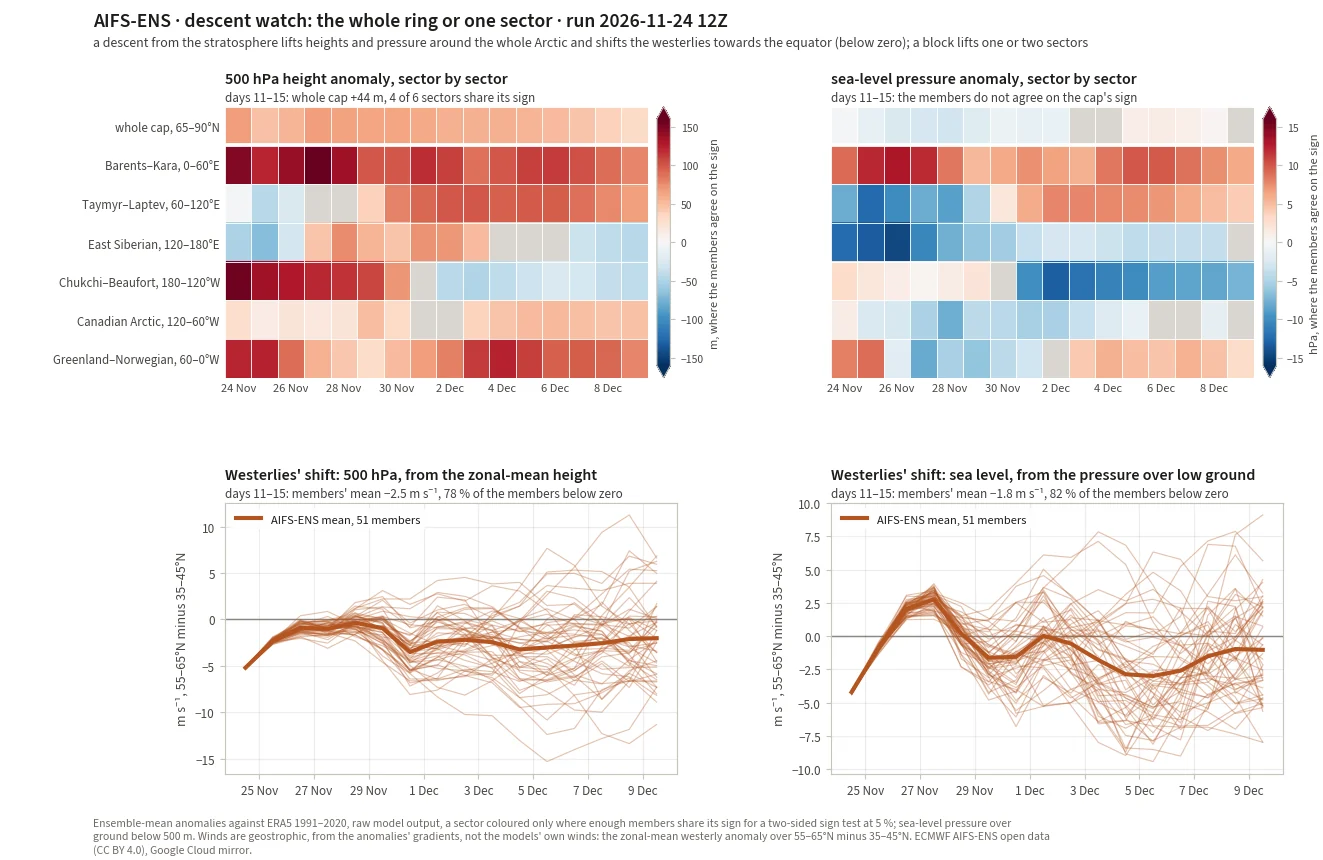 AIFS-ENS · descent watch: the whole ring or one sector · run 2026-11-24 12Z
a descent from the stratosphere lifts heights and pressure around the whole Arctic and shifts the westerlies towards the equator (below zero); a block lifts one or two sectors
500 hPa height anomaly, sector by sector
days 11–15: whole cap +44 m, 4 of 6 sectors share its sign
whole cap, 65–90°N
Barents–Kara, 0–60°E
Taymyr–Laptev, 60–120°E
East Siberian, 120–180°E
Chukchi–Beaufort, 180–120°W
Canadian Arctic, 120–60°W
Greenland–Norwegian, 60–0°W
24 Nov 26 Nov 28 Nov 30 Nov 2 Dec 4 Dec 6 Dec 8 Dec
150
100
50
0
−50
−100
−150
m, where the members agree on the sign
sea-level pressure anomaly, sector by sector
days 11–15: the members do not agree on the cap's sign
24 Nov 26 Nov 28 Nov 30 Nov 2 Dec 4 Dec 6 Dec 8 Dec
15
10
5
0
−5
−10
−15
hPa, where the members agree on the sign
Westerlies' shift: 500 hPa, from the zonal-mean height
days 11–15: members' mean −2.5 m s⁻¹, 78 % of the members below zero
AIFS-ENS mean, 51 members
m s⁻¹, 55–65°N minus 35–45°N
10
5
0
−5
−10
−15
25 Nov 27 Nov 29 Nov 1 Dec 3 Dec 5 Dec 7 Dec 9 Dec
Westerlies' shift: sea level, from the pressure over low ground
days 11–15: members' mean −1.8 m s⁻¹, 82 % of the members below zero
AIFS-ENS mean, 51 members
m s⁻¹, 55–65°N minus 35–45°N
10.0
7.5
5.0
2.5
0.0
−2.5
−5.0
−7.5
−10.0
25 Nov 27 Nov 29 Nov 1 Dec 3 Dec 5 Dec 7 Dec 9 Dec
Ensemble-mean anomalies against ERA5 1991–2020, raw model output, a sector coloured only where enough members share its sign for a two-sided sign test at 5 %; sea-level pressure over
ground below 500 m. Winds are geostrophic, from the anomalies' gradients, not the models' own winds: the zonal-mean westerly anomaly over 55–65°N minus 35–45°N. ECMWF AIFS-ENS open data
(CC BY 4.0), Google Cloud mirror.